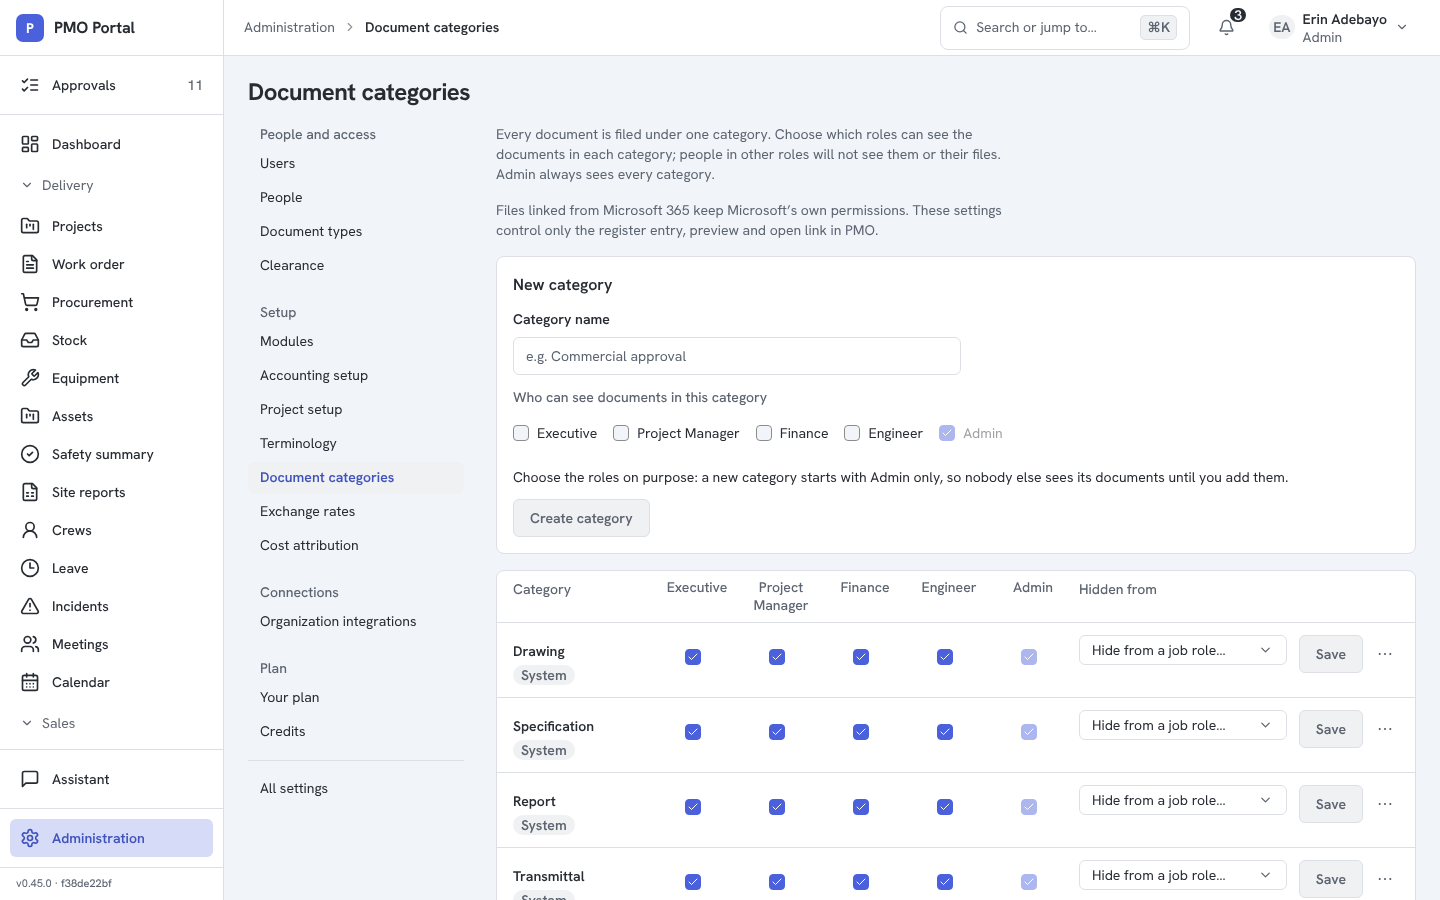 P PMO Portal
Administration > Document categories
Search or jump to... ⌘K
3
EA
Erin Adebayo
Admin
Approvals 11
Dashboard
Delivery
Projects
Work order
Procurement
Stock
Equipment
Assets
Safety summary
Site reports
Crews
Leave
Incidents
Meetings
Calendar
Sales
Assistant
Administration
v0.45.0 · f38de22bf
Document categories
People and access
Users
People
Document types
Clearance
Setup
Modules
Accounting setup
Project setup
Terminology
Document categories
Exchange rates
Cost attribution
Connections
Organization integrations
Plan
Your plan
Credits
All settings
Every document is filed under one category. Choose which roles can see the
documents in each category; people in other roles will not see them or their files.
Admin always sees every category.
Files linked from Microsoft 365 keep Microsoft’s own permissions. These settings
control only the register entry, preview and open link in PMO.
New category
Category name
e.g. Commercial approval
Who can see documents in this category
Executive Project Manager Finance Engineer Admin
Choose the roles on purpose: a new category starts with Admin only, so nobody else sees its documents until you add them.
Create category
Category Executive Project Manager Finance Engineer Admin Hidden from
Drawing
System
Hide from a job role... Save ...
Specification
System
Hide from a job role... Save ...
Report
System
Hide from a job role... Save ...
Transmittal
System
Hide from a job role... Save ...